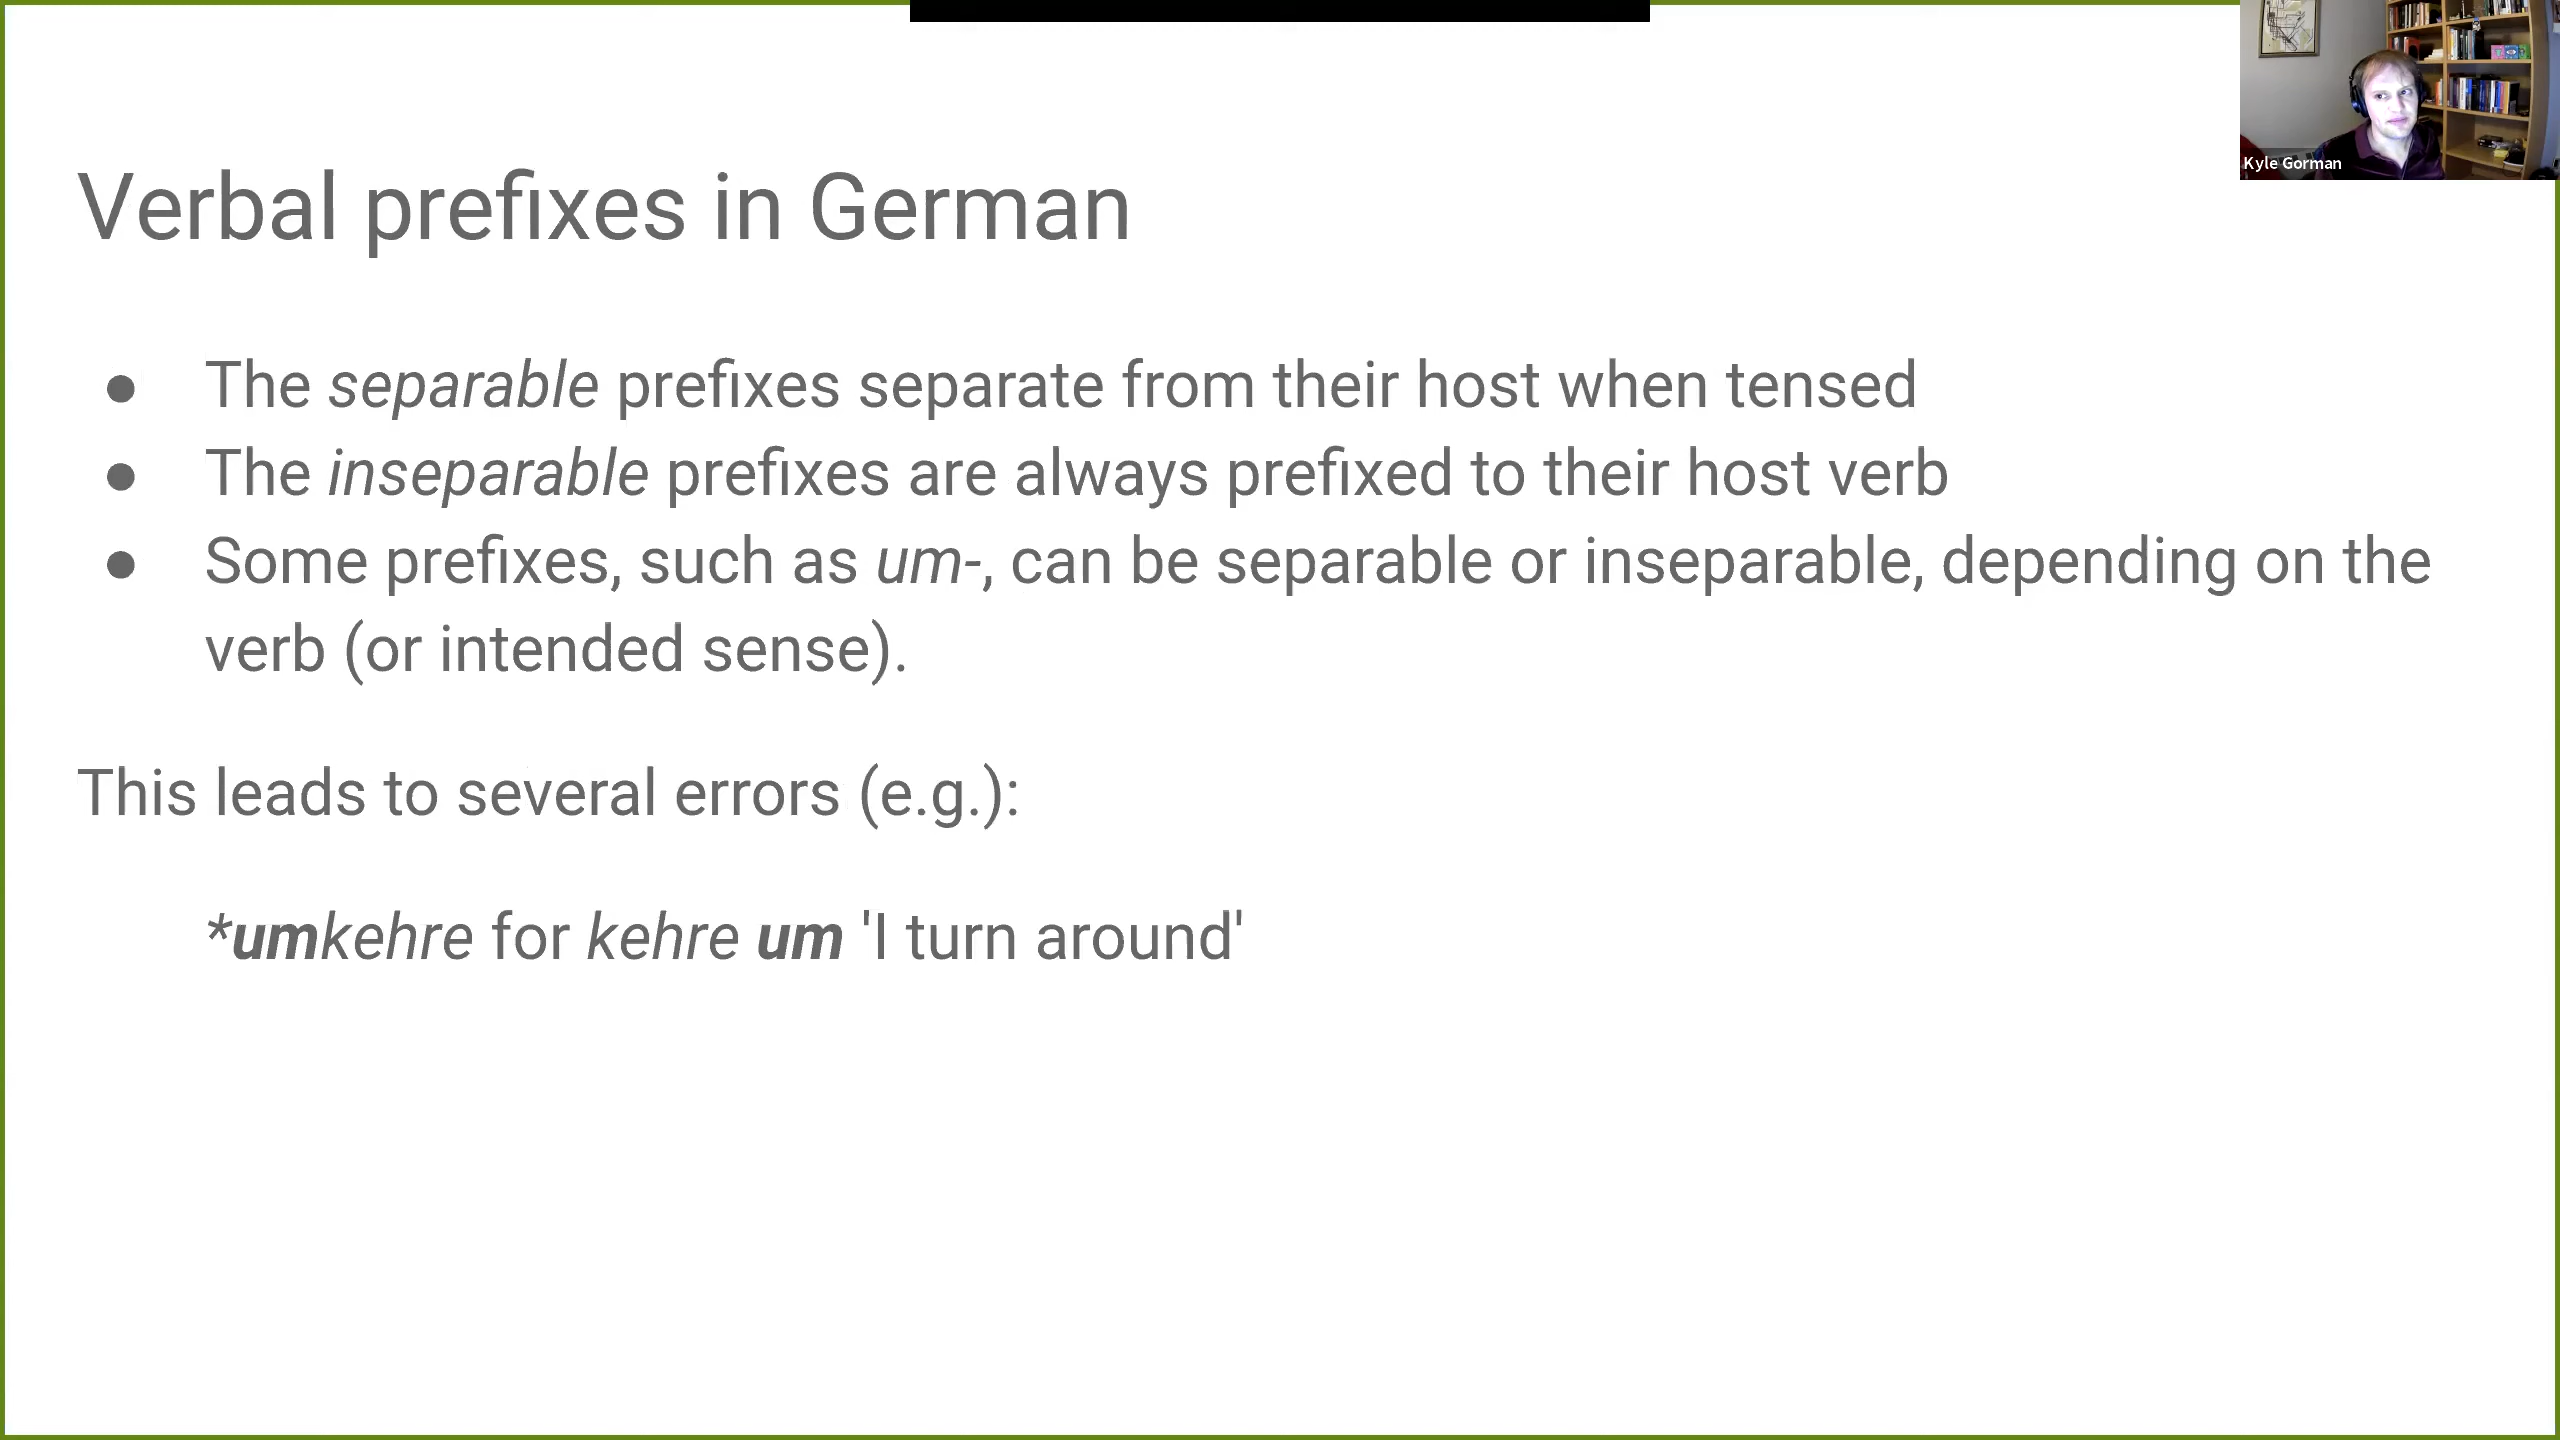 Kyle Gorman
Verbal prefixes in German
● The separable prefixes separate from their host when tensed
● The inseparable prefixes are always prefixed to their host verb
● Some prefixes, such as um-, can be separable or inseparable, depending on the
verb (or intended sense).
This leads to several errors (e.g.):
*umkehre for kehre um 'I turn around'